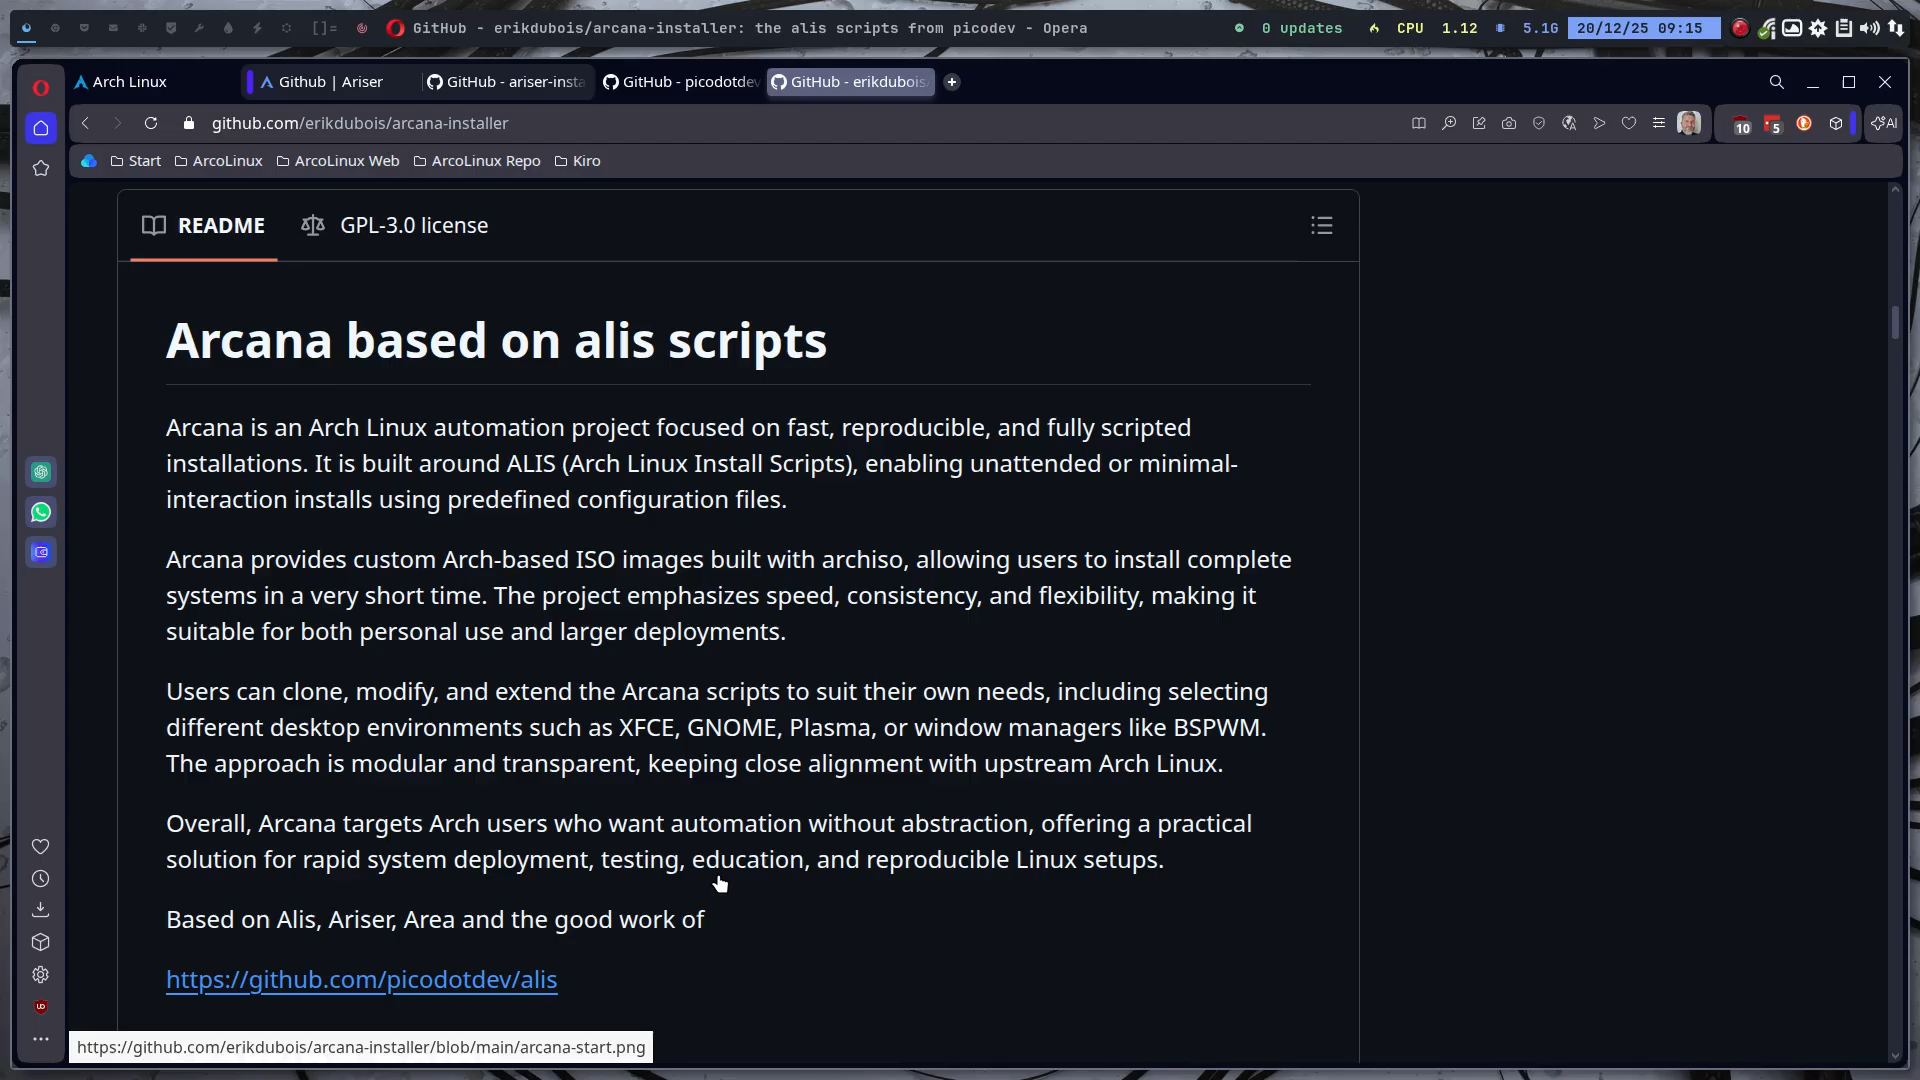 []=
GitHub - erikdubois/arcana-installer: the alis scripts from picodev - Opera
0 updates
CPU 1.12
5.1G
20/12/25 09:15
Arch Linux
Github | Ariser
GitHub - ariser-insta
GitHub - picodotdev
GitHub - erikdubois
github.com/erikdubois/arcana-installer
10
5
AI
Start
ArcoLinux
ArcoLinux Web
ArcoLinux Repo
Kiro
README
GPL-3.0 license
Arcana based on alis scripts
Arcana is an Arch Linux automation project focused on fast, reproducible, and fully scripted
installations. It is built around ALIS (Arch Linux Install Scripts), enabling unattended or minimal-
interaction installs using predefined configuration files.
Arcana provides custom Arch-based ISO images built with archiso, allowing users to install complete
systems in a very short time. The project emphasizes speed, consistency, and flexibility, making it
suitable for both personal use and larger deployments.
Users can clone, modify, and extend the Arcana scripts to suit their own needs, including selecting
different desktop environments such as XFCE, GNOME, Plasma, or window managers like BSPWM.
The approach is modular and transparent, keeping close alignment with upstream Arch Linux.
Overall, Arcana targets Arch users who want automation without abstraction, offering a practical
solution for rapid system deployment, testing, education, and reproducible Linux setups.
Based on Alis, Ariser, Area and the good work of
https://github.com/picodotdev/alis
https://github.com/erikdubois/arcana-installer/blob/main/arcana-start.png